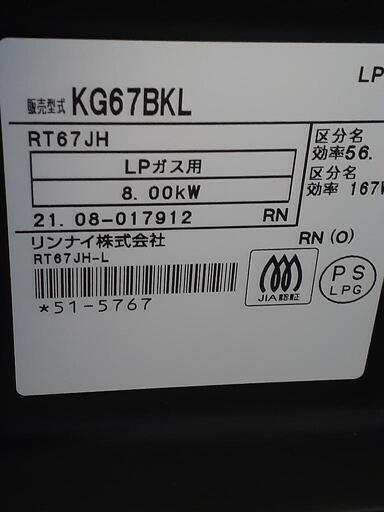 LP
販売型式 KG67BKL
RT67JH
LPガス用
8.00kW
21.08-017912 RN
区分名
効率56.
区分名
効率 167
リンナイ株式会社
RN (0)
RT67JH-L
*51-5767
JIA認証
PS
LPG